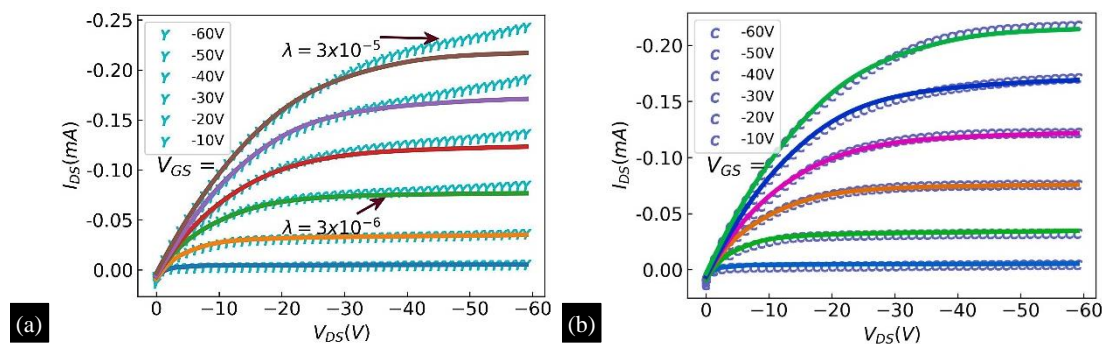 -0.25
-0.20
-0.15
-0.10
-0.05
0.00
I_DS(mA)
Y -60V
Y -50V
Y -40V
Y -30V
Y -20V
Y -10V
V_GS =
λ = 3x10^-5
λ = 3x10^-6
0 −10 −20 −30 −40 −50 −60
V_DS(V)
(a)
-0.20
-0.15
-0.10
-0.05
0.00
I_DS(mA)
C -60V
C -50V
C -40V
C -30V
C -20V
C -10V
V_GS =
0 −10 −20 −30 −40 −50 −60
V_DS(V)
(b)